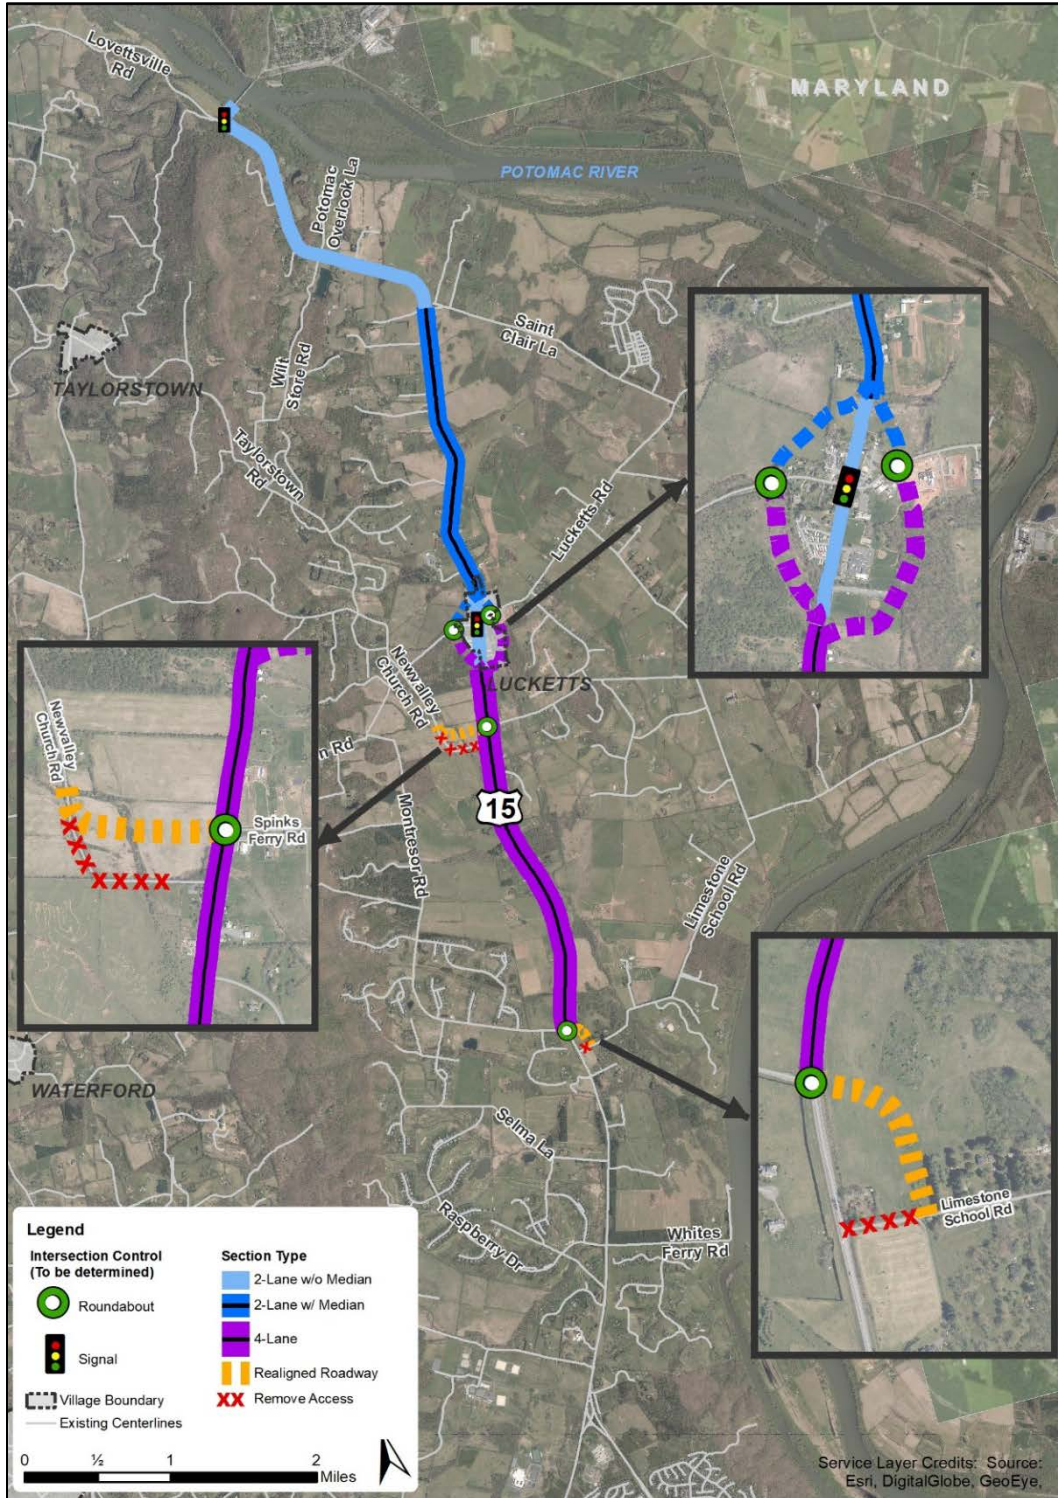 Lovettsville
Rd
MARYLAND
POTOMAC RIVER
Potomac
Overlook La
Saint
Clair La
Wilt
Store Rd
TAYLORSTOWN
Taylorstown
Rd
Lucketts Rd
LUCKETTS
Newvalley
Church Rd
n Rd
Montresor Rd
15
Limestone
School Rd
Newvalley
Church Rd
Spinks
Ferry Rd
WATERFORD
Selma La
Raspberry Dr
Whites
Ferry Rd
Limestone
School Rd
Legend
Intersection Control
(To be determined)
Roundabout
Signal
Village Boundary
Existing Centerlines
Section Type
2-Lane w/o Median
2-Lane w/ Median
4-Lane
Realigned Roadway
XX Remove Access
0 ½ 1 2
Miles
Service Layer Credits: Source:
Esri, DigitalGlobe, GeoEye,